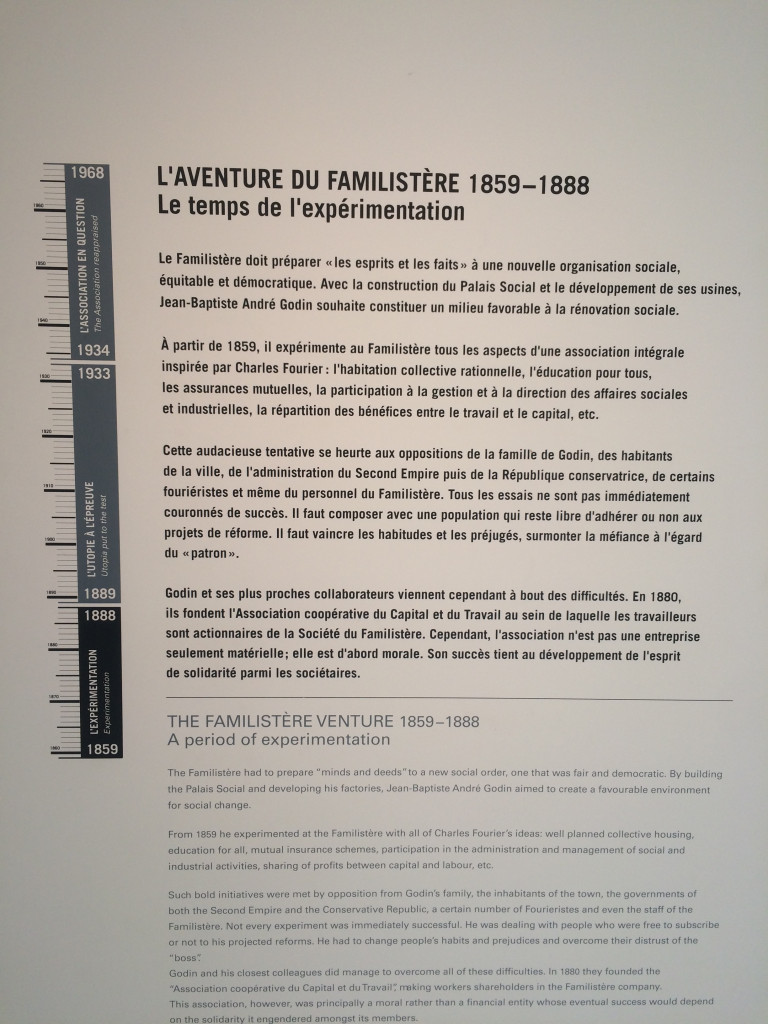 L'AVENTURE DU FAMILISTÈRE 1859–1888
Le temps de l'expérimentation
Le Familistère doit préparer «les esprits et les faits» à une nouvelle organisation sociale,
équitable et démocratique. Avec la construction du Palais Social et le développement de ses usines,
Jean-Baptiste André Godin souhaite constituer un milieu favorable à la rénovation sociale.
À partir de 1859, il expérimente au Familistère tous les aspects d'une association intégrale
inspirée par Charles Fourier : l'habitation collective rationnelle, l'éducation pour tous,
les assurances mutuelles, la participation à la gestion et à la direction des affaires sociales
et industrielles, la répartition des bénéfices entre le travail et le capital, etc.
Cette audacieuse tentative se heurte aux oppositions de la famille de Godin, des habitants
de la ville, de l'administration du Second Empire puis de la République conservatrice, de certains
fouriéristes et même du personnel du Familistère. Tous les essais ne sont pas immédiatement
couronnés de succès. Il faut composer avec une population qui reste libre d'adhérer ou non aux
projets de réforme. Il faut vaincre les habitudes et les préjugés, surmonter la méfiance à l'égard
du «patron».
Godin et ses plus proches collaborateurs viennent cependant à bout des difficultés. En 1880,
ils fondent l'Association coopérative du Capital et du Travail au sein de laquelle les travailleurs
sont actionnaires de la Société du Familistère. Cependant, l'association n'est pas une entreprise
seulement matérielle; elle est d'abord morale. Son succès tient au développement de l'esprit
de solidarité parmi les sociétaires.
THE FAMILISTÈRE VENTURE 1859–1888
A period of experimentation
The Familistère had to prepare "minds and deeds" to a new social order, one that was fair and democratic. By building
the Palais Social and developing his factories, Jean-Baptiste André Godin aimed to create a favourable environment
for social change.
From 1859 he experimented at the Familistère with all of Charles Fourier's ideas: well planned collective housing,
education for all, mutual insurance schemes, participation in the administration and management of social and
industrial activities, sharing of profits between capital and labour, etc.
Such bold initiatives were met by opposition from Godin's family, the inhabitants of the town, the governments of
both the Second Empire and the Conservative Republic, a certain number of Fourieristes and even the staff of the
Familistère. Not every experiment was immediately successful. He was dealing with people who were free to subscribe
or not to his projected reforms. He had to change people's habits and prejudices and overcome their distrust of the
"boss".
Godin and his closest colleagues did manage to overcome all of these difficulties. In 1880 they founded the
"Association coopérative du Capital et du Travail", making workers shareholders in the Familistère company.
This association, however, was principally a moral rather than a financial entity whose eventual success would depend
on the solidarity it engendered amongst its members.
1968
L'ASSOCIATION EN QUESTION
The Association reappraised
1934
1933
L'UTOPIE À L'ÉPREUVE
Utopia put to the test
1889
1888
L'EXPÉRIMENTATION
Experimentation
1859
1960
1950
1940
1930
1920
1910
1900
1890
1880
1870
1860